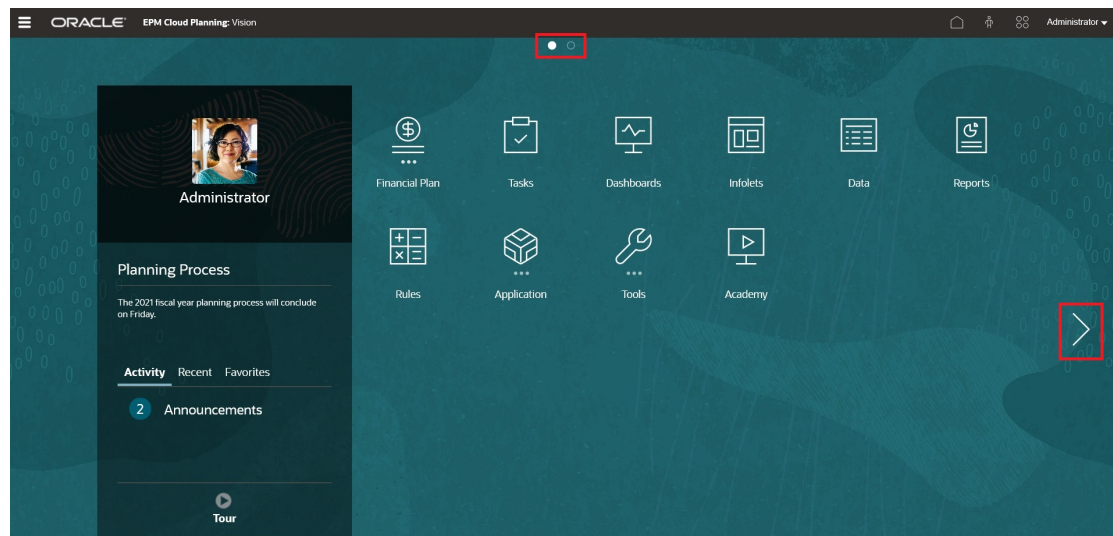 ORACLE® EPM Cloud Planning: Vision Administrator
Administrator
Financial Plan Tasks Dashboards Infolets Data Reports
Rules Application Tools Academy
Planning Process
The 2021 fiscal year planning process will conclude
on Friday.
Activity Recent Favorites
2 Announcements
Tour